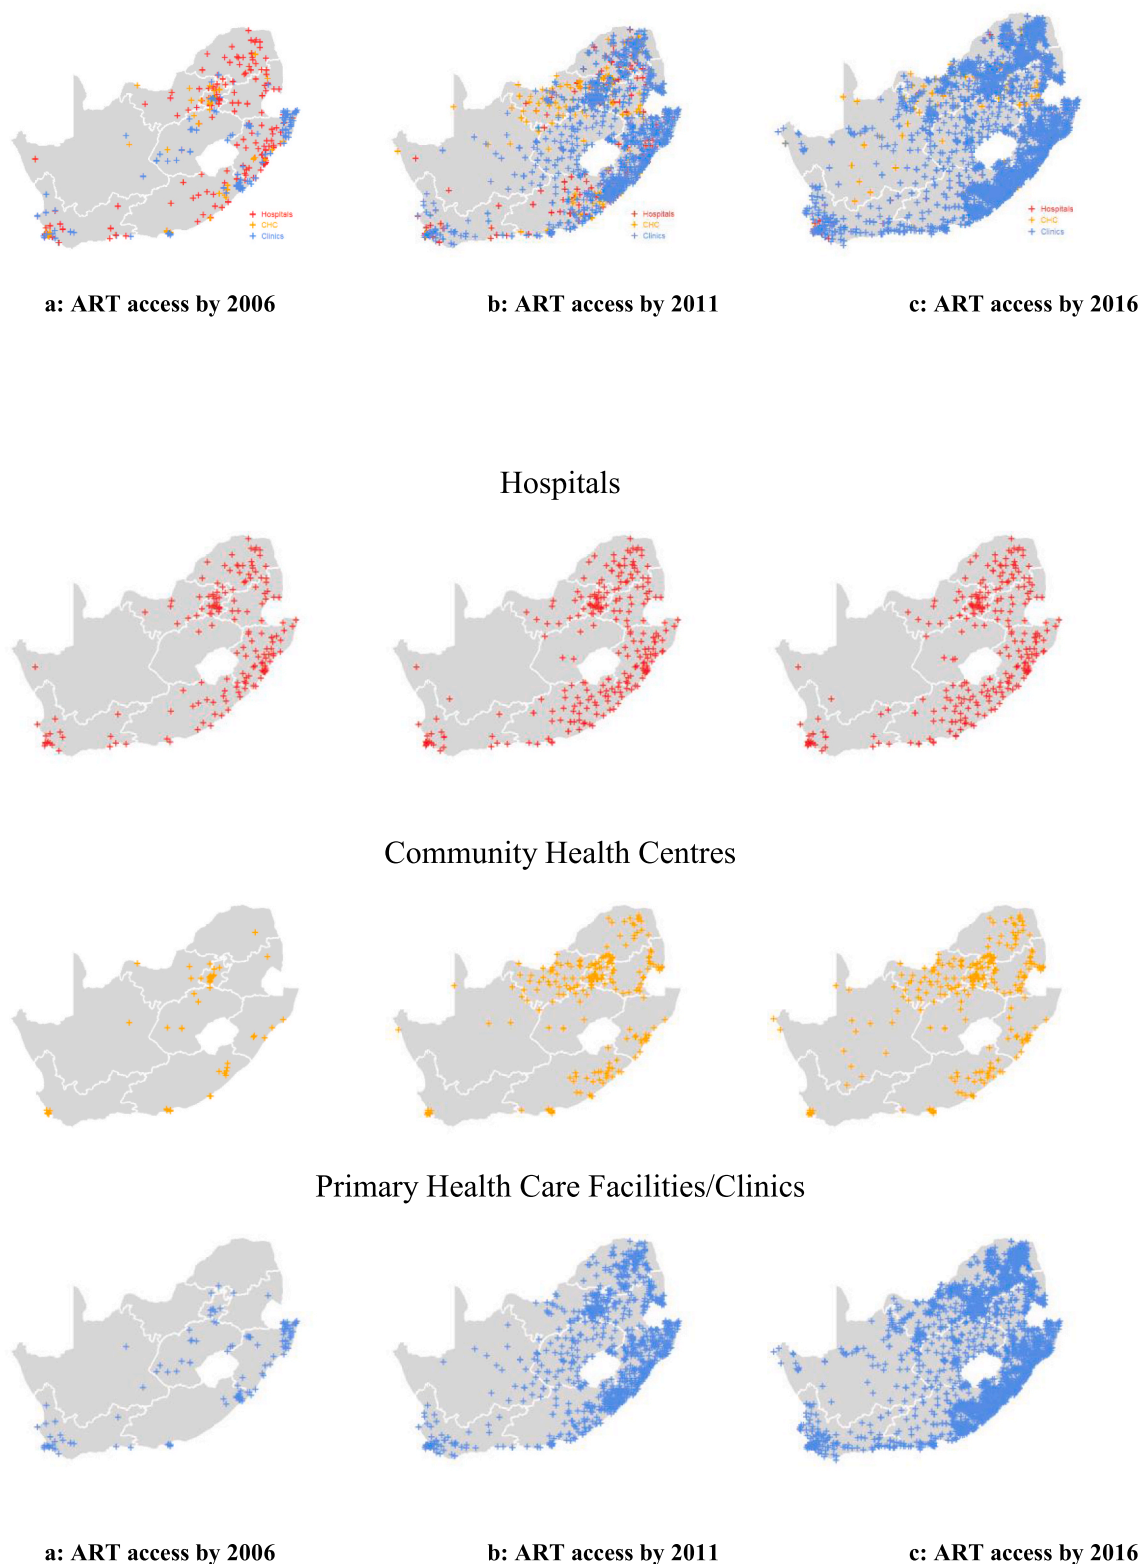 Hospitals
CHC
Clinics
Hospitals
CHC
Clinics
Hospitals
CHC
Clinics
a: ART access by 2006
b: ART access by 2011
c: ART access by 2016
Hospitals
Community Health Centres
Primary Health Care Facilities/Clinics
a: ART access by 2006
b: ART access by 2011
c: ART access by 2016